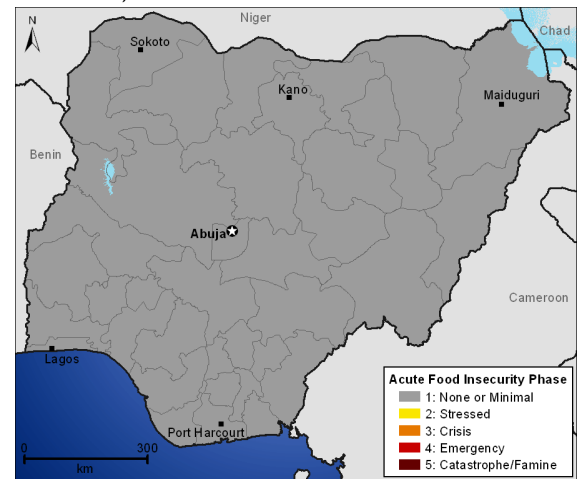 Niger
N
Chad
Sokoto
Kano
Maiduguri
Benin
Abuja
Cameroon
Lagos
Port Harcourt
0 300
km
Acute Food Insecurity Phase
1: None or Minimal
2: Stressed
3: Crisis
4: Emergency
5: Catastrophe/Famine